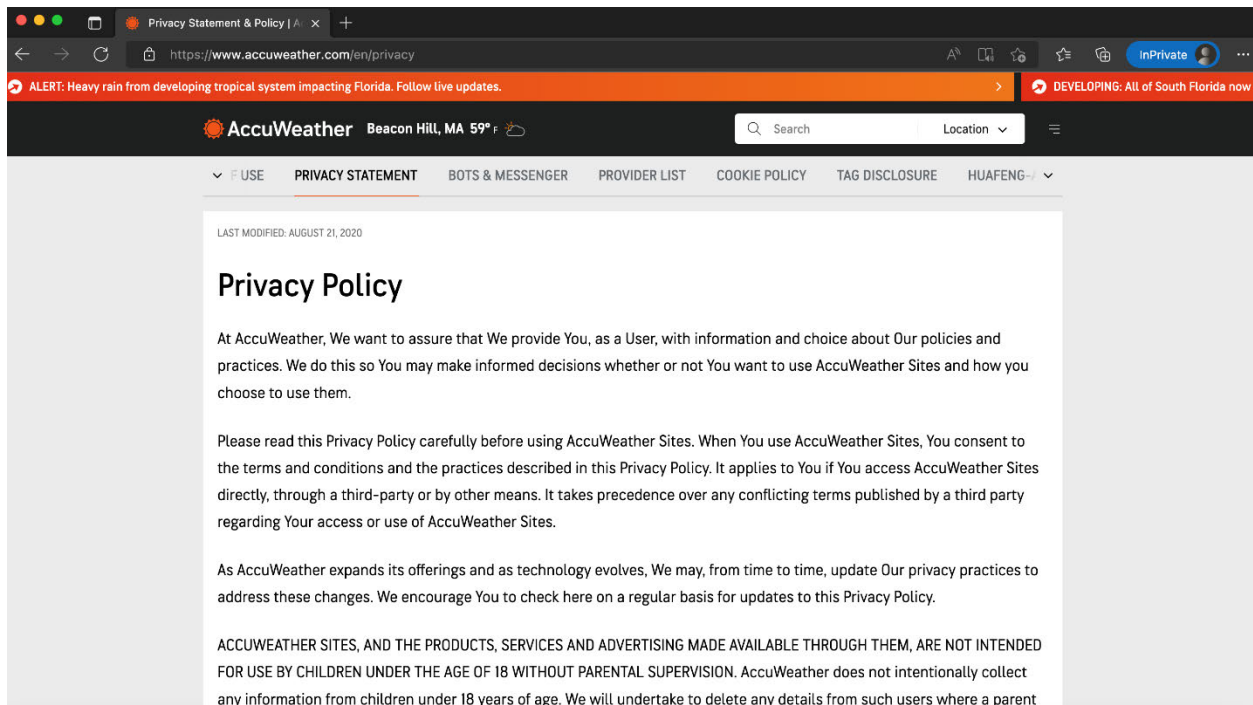 Privacy Statement & Policy | A
https://www.accuweather.com/en/privacy
InPrivate
ALERT: Heavy rain from developing tropical system impacting Florida. Follow live updates.
DEVELOPING: All of South Florida now
AccuWeather Beacon Hill, MA 59° F
Search
Location
F USE PRIVACY STATEMENT BOTS & MESSENGER PROVIDER LIST COOKIE POLICY TAG DISCLOSURE HUAFENG-
LAST MODIFIED: AUGUST 21, 2020
Privacy Policy
At AccuWeather, We want to assure that We provide You, as a User, with information and choice about Our policies and
practices. We do this so You may make informed decisions whether or not You want to use AccuWeather Sites and how you
choose to use them.
Please read this Privacy Policy carefully before using AccuWeather Sites. When You use AccuWeather Sites, You consent to
the terms and conditions and the practices described in this Privacy Policy. It applies to You if You access AccuWeather Sites
directly, through a third-party or by other means. It takes precedence over any conflicting terms published by a third party
regarding Your access or use of AccuWeather Sites.
As AccuWeather expands its offerings and as technology evolves, We may, from time to time, update Our privacy practices to
address these changes. We encourage You to check here on a regular basis for updates to this Privacy Policy.
ACCUWEATHER SITES, AND THE PRODUCTS, SERVICES AND ADVERTISING MADE AVAILABLE THROUGH THEM, ARE NOT INTENDED
FOR USE BY CHILDREN UNDER THE AGE OF 18 WITHOUT PARENTAL SUPERVISION. AccuWeather does not intentionally collect
any information from children under 18 years of age. We will undertake to delete any details from such users where a parent